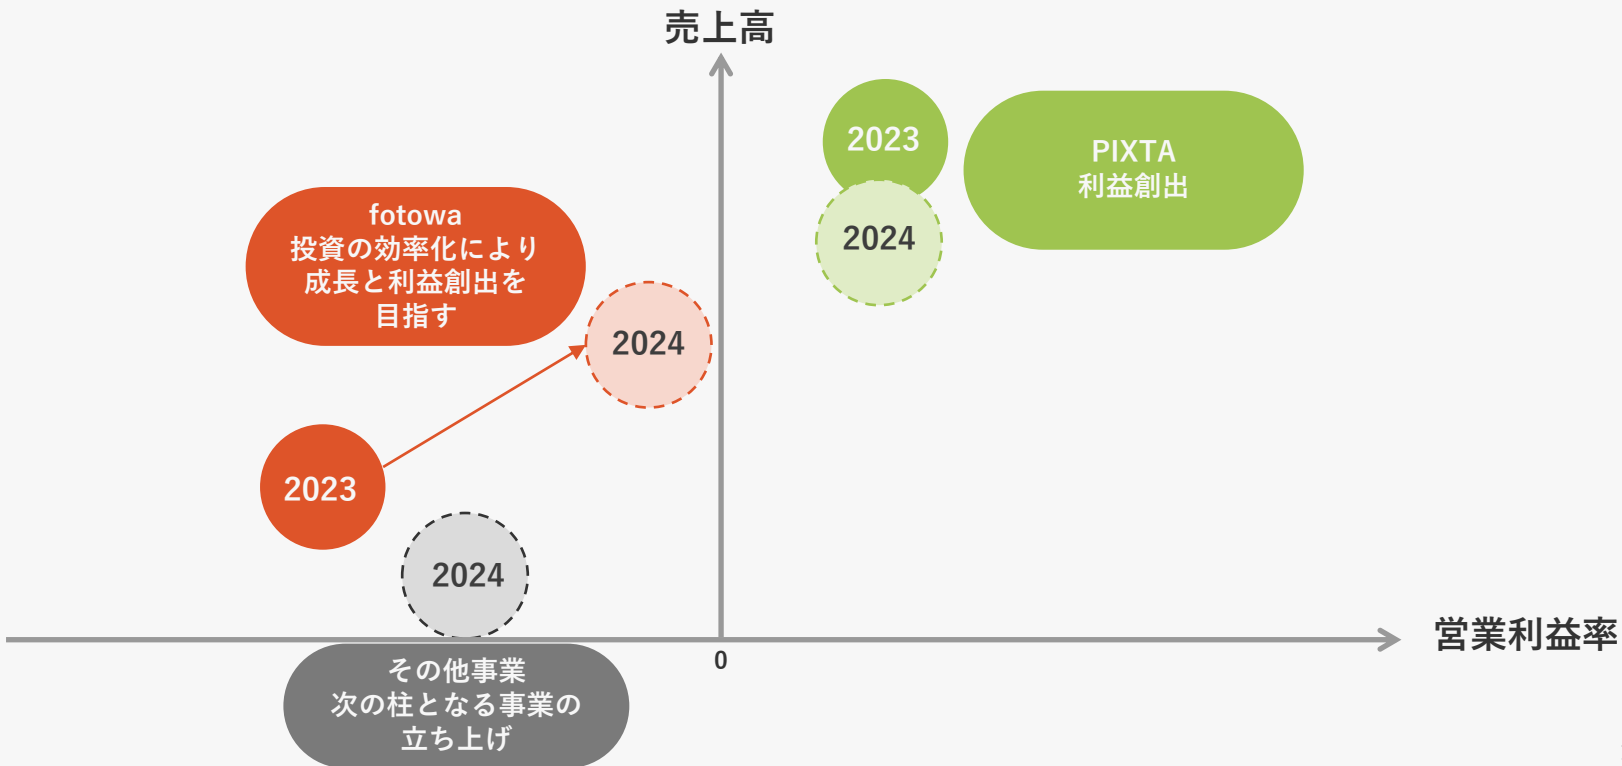 売上高
2023
PIXTA
利益創出
2024
fotowa
投資の効率化により
成長と利益創出を
目指す
2024
2023
2024
営業利益率
0
その他事業
次の柱となる事業の
立ち上げ